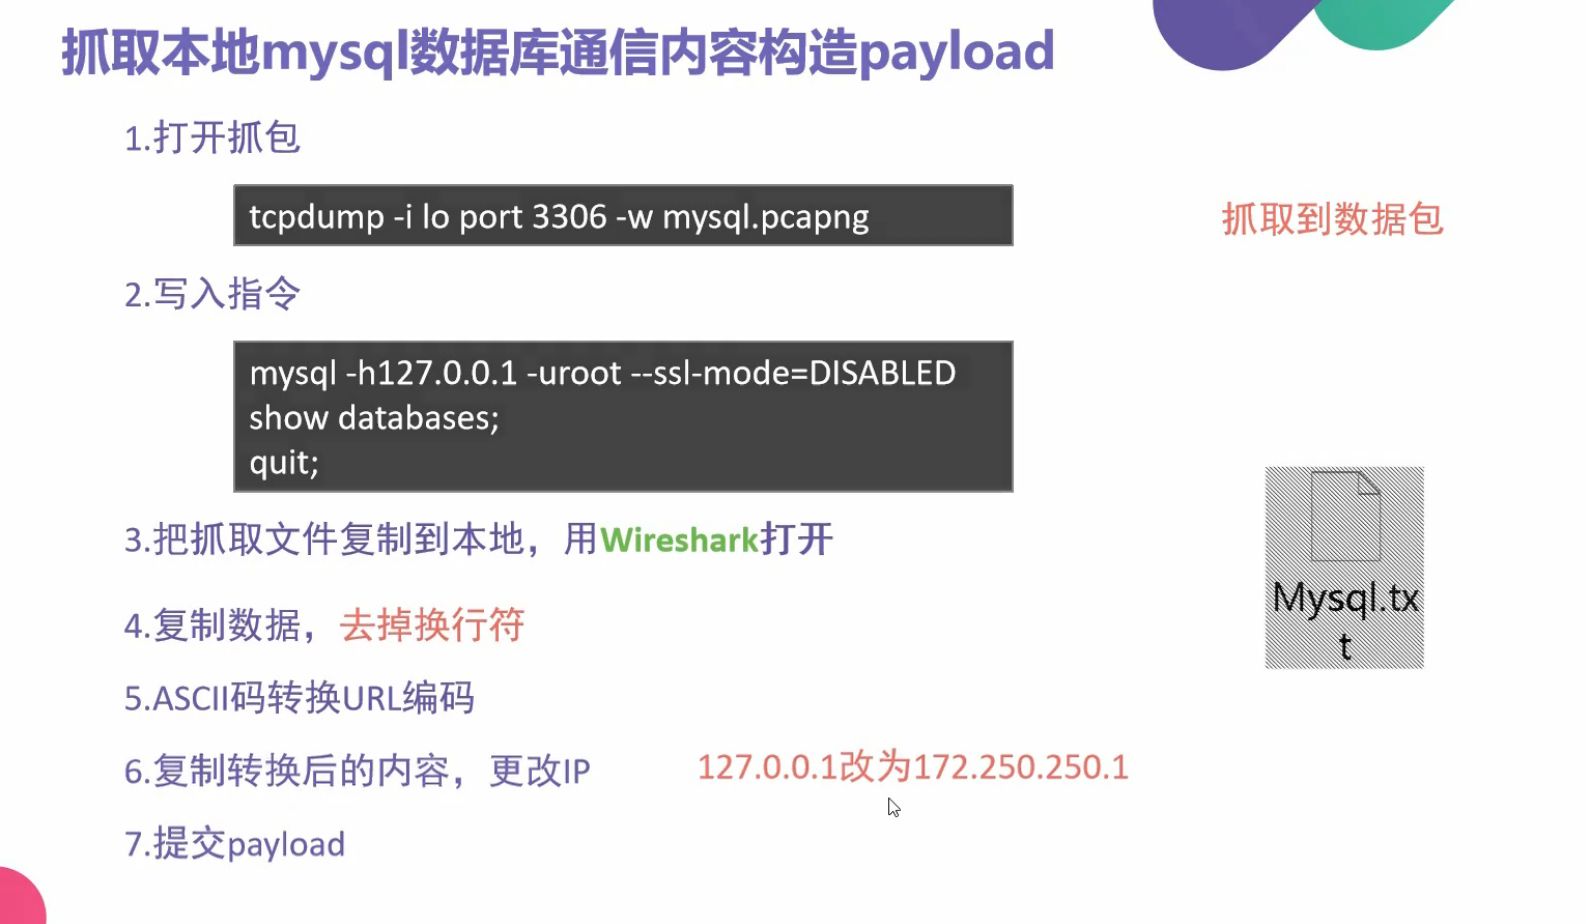 抓取本地mysql数据库通信内容构造payload
1.打开抓包
tcpdump -i lo port 3306 -w mysql.pcapng
抓取到数据包
2.写入指令
mysql -h127.0.0.1 -uroot --ssl-mode=DISABLED
show databases;
quit;
3.把抓取文件复制到本地，用Wireshark打开
Mysql.tx
t
4.复制数据，去掉换行符
5.ASCII码转换URL编码
6.复制转换后的内容，更改IP
127.0.0.1改为172.250.250.1
7.提交payload